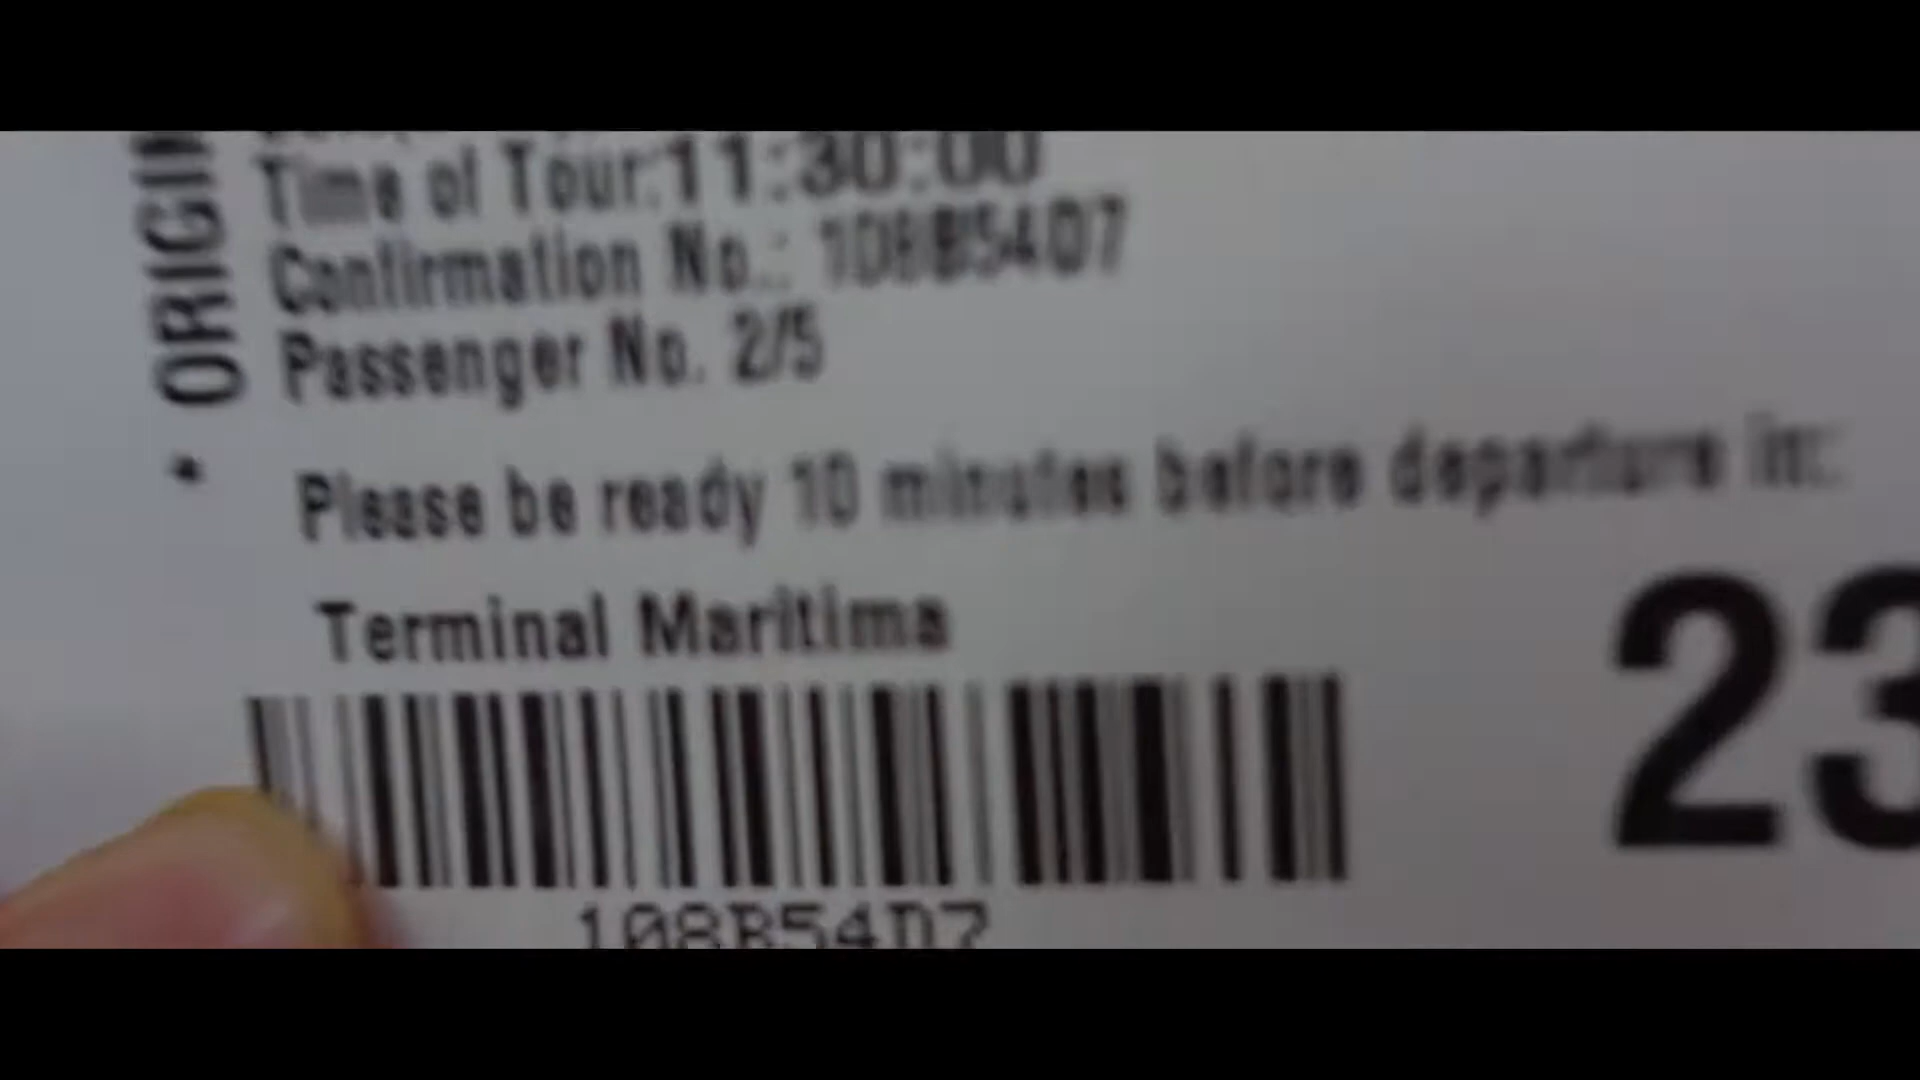 Time of Tour:11:30:00
Confirmation No.: 108B54D7
Passenger No. 2/5
Please be ready 10 minutes before departure in:
Terminal Maritima
23
108B54D7